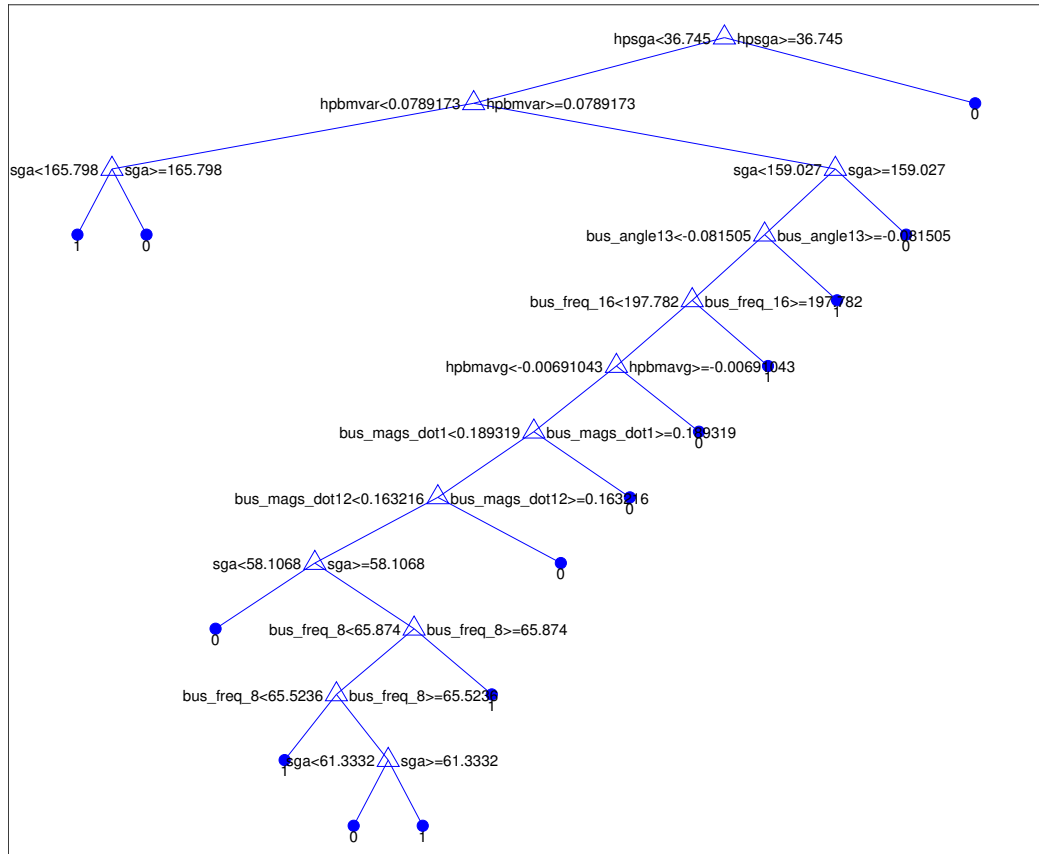 hpsga<36.745 hpsga>=36.745
hpbmvar<0.0789173 hpbmvar>=0.0789173
0
sga<165.798 sga>=165.798
sga<159.027 sga>=159.027
1 0
bus_angle13<-0.081505 bus_angle13>=-0.081505
0
bus_freq_16<197.782 bus_freq_16>=197.782
1
hpbmavg<-0.00691043 hpbmavg>=-0.00691043
1
bus_mags_dot1<0.189319 bus_mags_dot1>=0.189319
0
bus_mags_dot12<0.163216 bus_mags_dot12>=0.163216
0
sga<58.1068 sga>=58.1068
0
bus_freq_8<65.874 bus_freq_8>=65.874
0
bus_freq_8<65.5236 bus_freq_8>=65.5236
1
sga<61.3332 sga>=61.3332
1
0 1